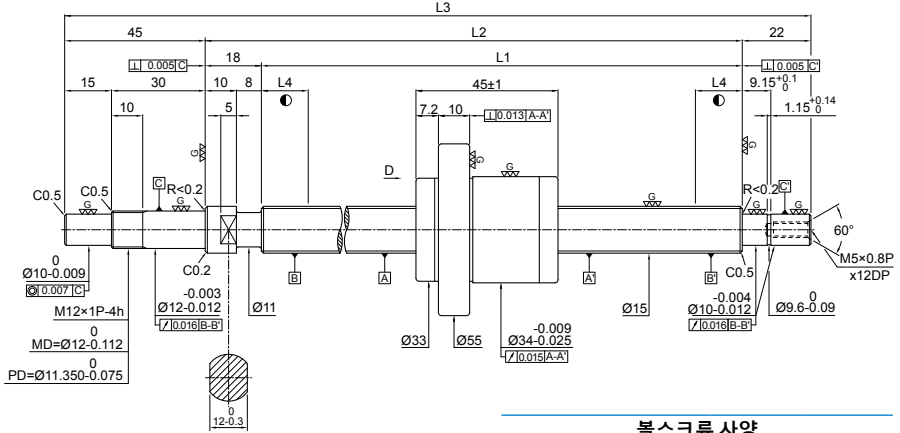 L3
45
L2
22
⊥ 0.005 C
18
L1
⊥ 0.005 C'
15
30
10
8
L4
45±1
L4
9.15 +0.1 0
10
5
7.2
10
⊥ 0.013 A-A'
1.15 +0.14 0
G
G
G
D
G
C0.5
C0.5
G
C
G
R<0.2
G
G
R<0.2
G
C'
G
60°
C0.2
B
A
A'
B'
C0.5
M5×0.8P
x12DP
0
Ø10-0.009
◎ 0.007 C
M12×1P-4h
0
MD=Ø12-0.112
0
PD=Ø11.350-0.075
-0.003
Ø12-0.012
↗ 0.016 B-B'
Ø11
Ø33
Ø55
-0.009
Ø34-0.025
↗ 0.015 A-A'
Ø15
-0.004
Ø10-0.012
↗ 0.016 B-B'
0
Ø9.6-0.09
0
12-0.3
볼스크류 사양